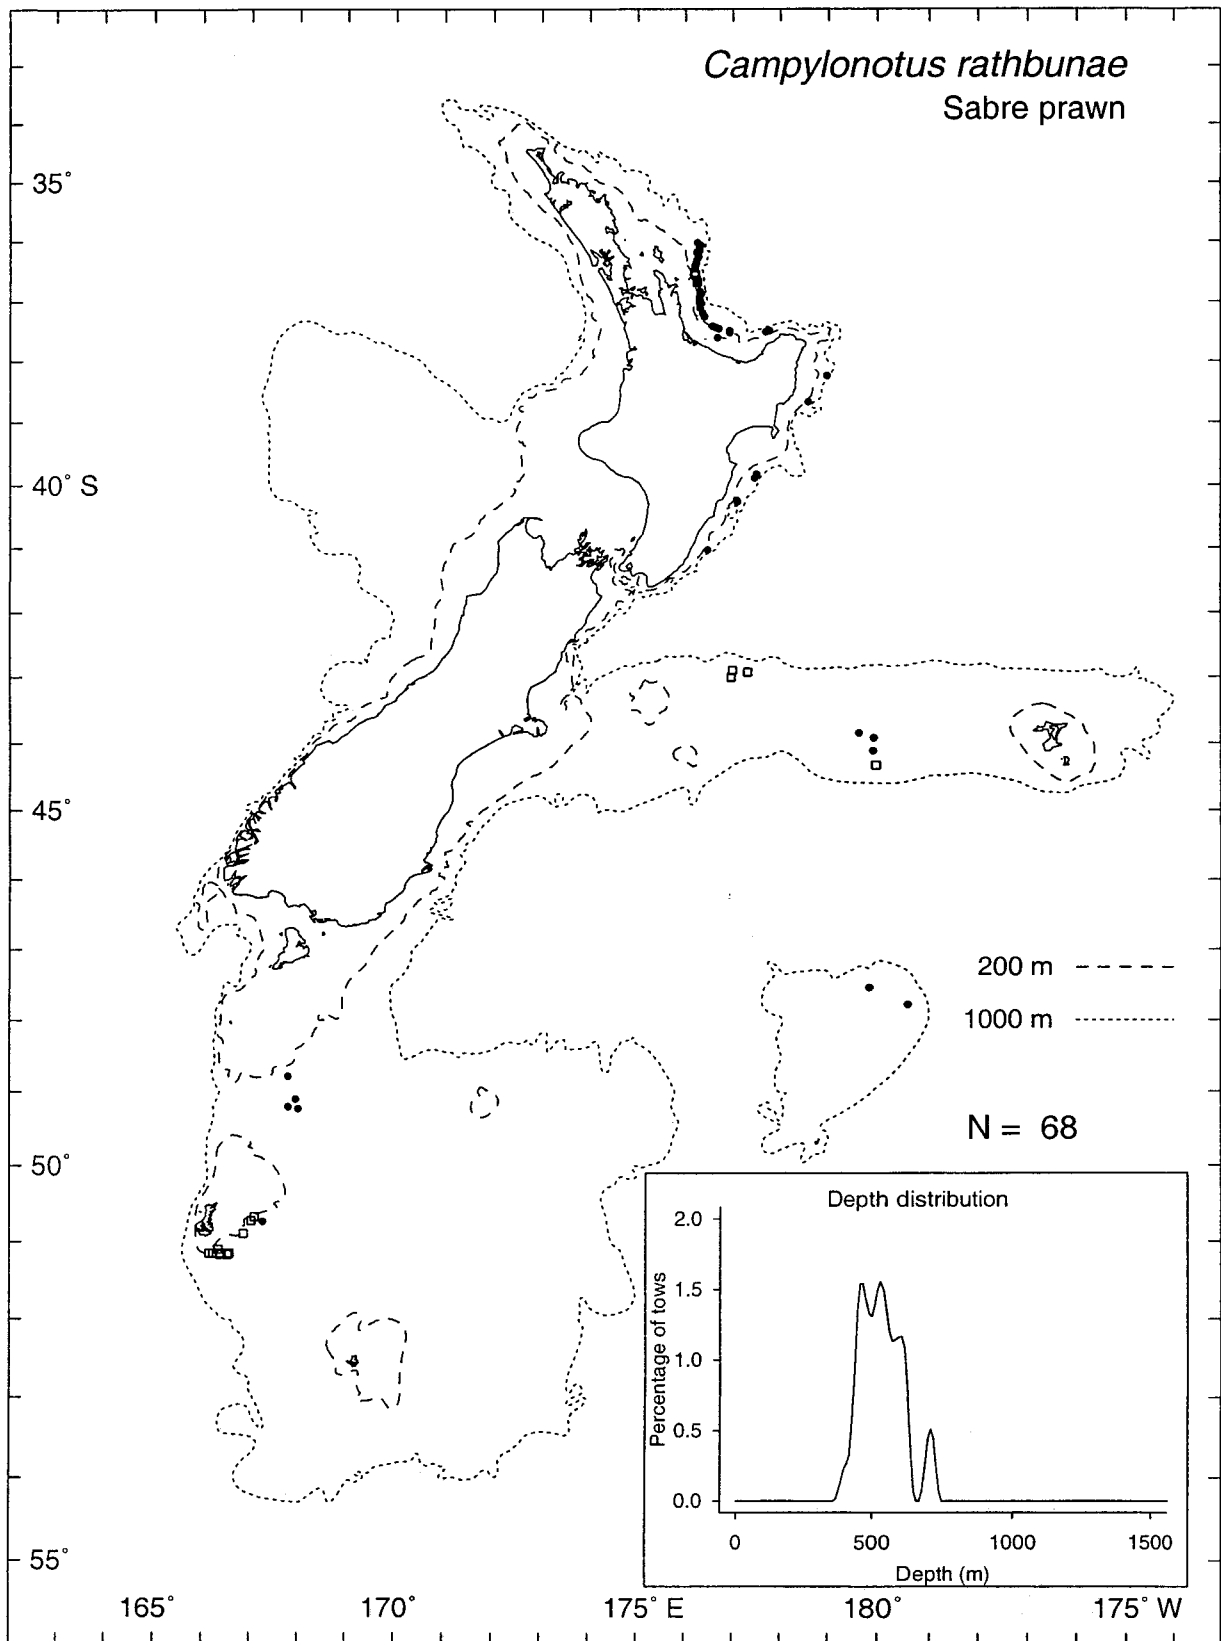 Campylonotus rathbunae
Sabre prawn
35°
40° S
45°
200 m
1000 m
N = 68
50°
Depth distribution
2.0
1.5
1.0
0.5
0.0
Percentage of tows
0 500 1000 1500
Depth (m)
55°
165° 170° 175° E 180° 175° W